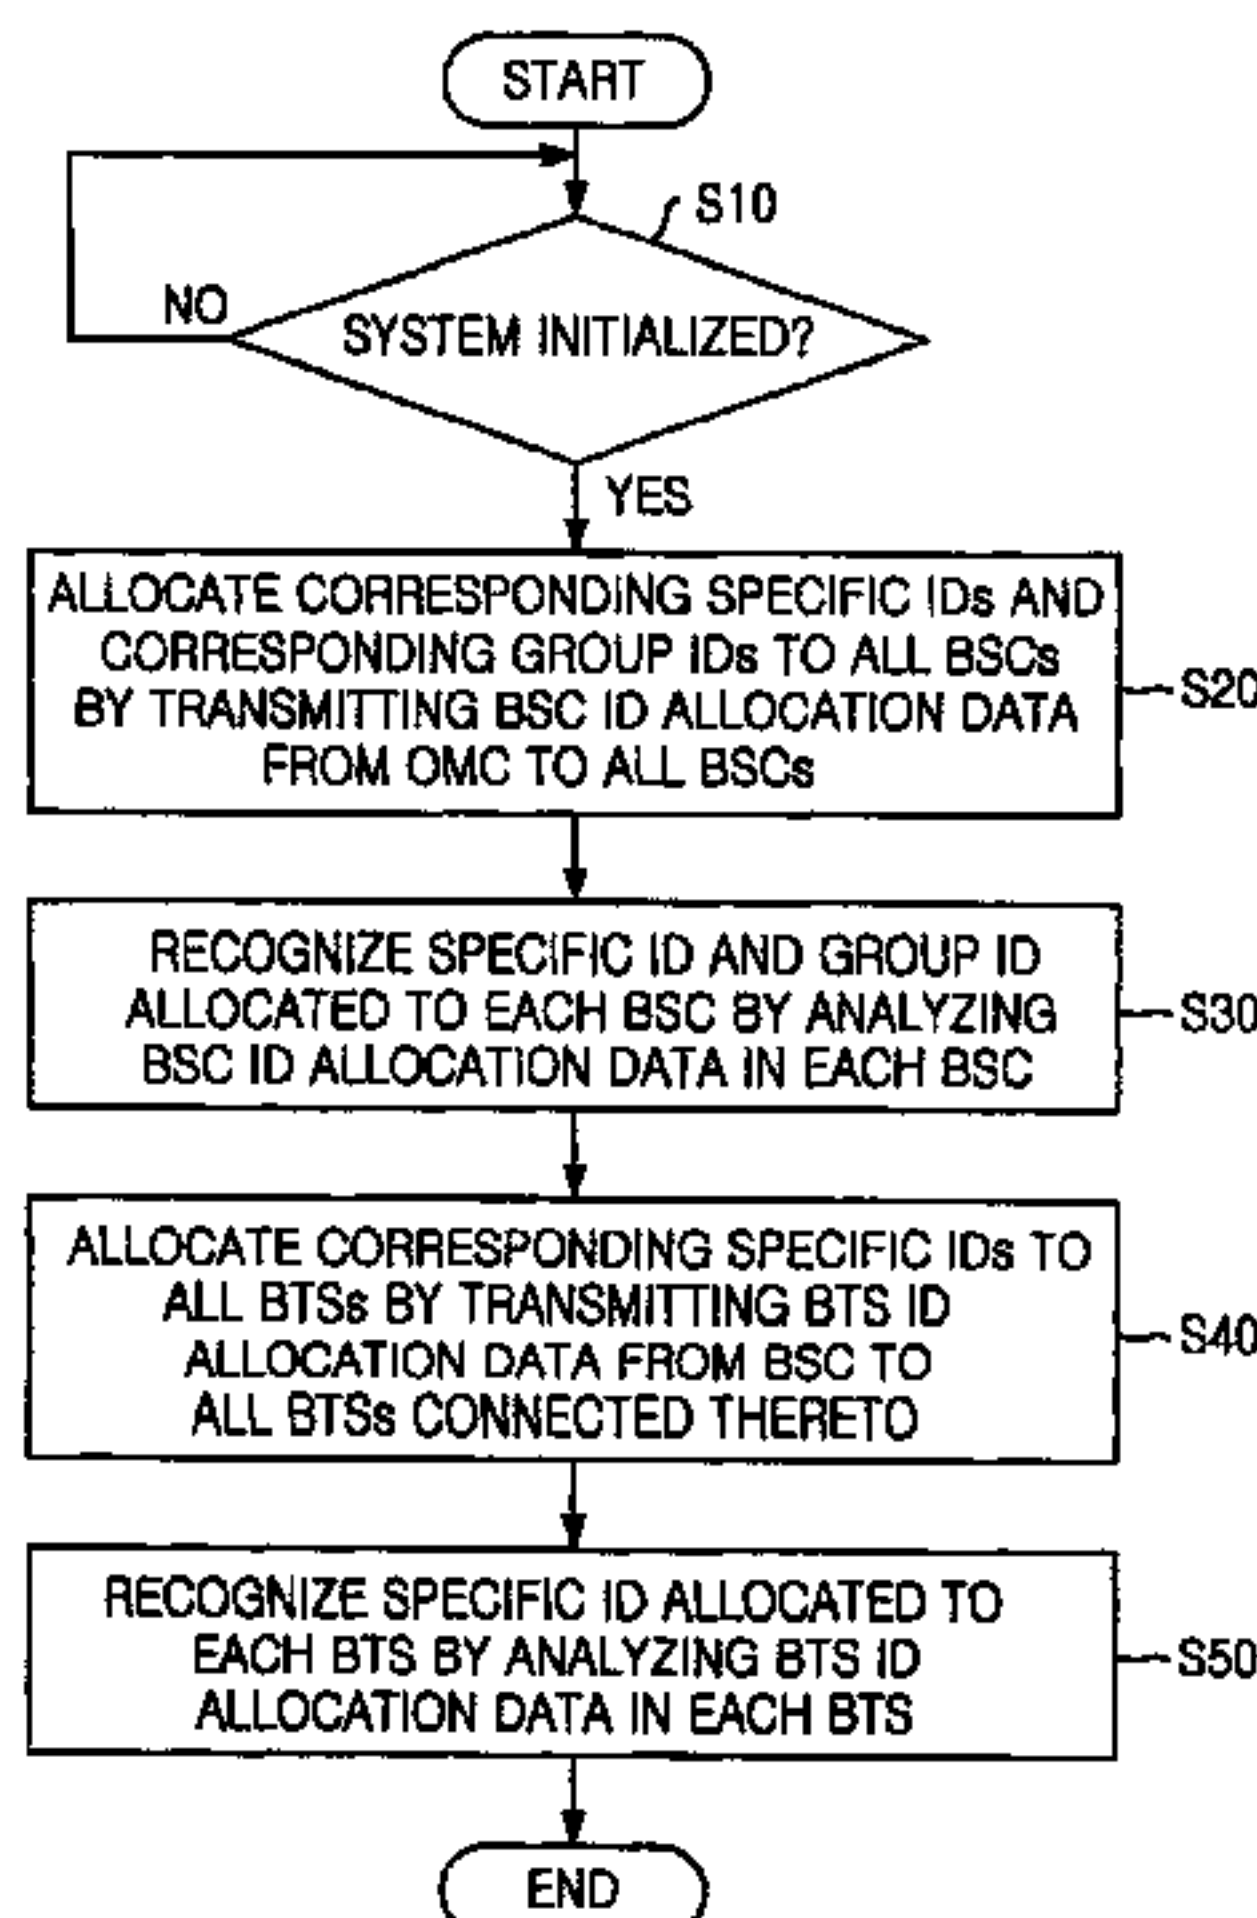 START
S10
NO
SYSTEM INITIALIZED?
YES
ALLOCATE CORRESPONDING SPECIFIC IDs AND
CORRESPONDING GROUP IDs TO ALL BSCs
BY TRANSMITTING BSC ID ALLOCATION DATA
FROM OMC TO ALL BSCs
S20
RECOGNIZE SPECIFIC ID AND GROUP ID
ALLOCATED TO EACH BSC BY ANALYZING
BSC ID ALLOCATION DATA IN EACH BSC
S30
ALLOCATE CORRESPONDING SPECIFIC IDs TO
ALL BTSs BY TRANSMITTING BTS ID
ALLOCATION DATA FROM BSC TO
ALL BTSs CONNECTED THERETO
S40
RECOGNIZE SPECIFIC ID ALLOCATED TO
EACH BTS BY ANALYZING BTS ID
ALLOCATION DATA IN EACH BTS
S50
END